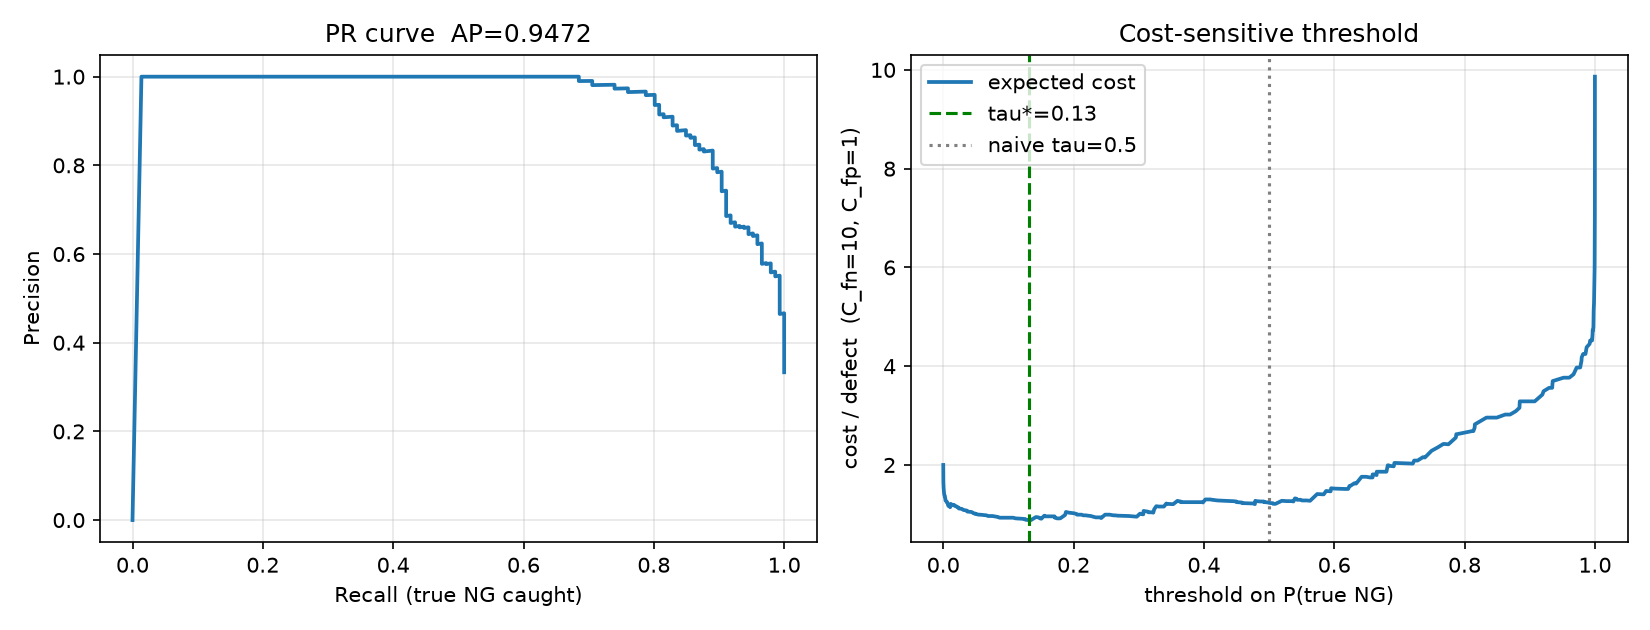 PR curve  AP=0.9472
1.0
0.8
0.6
0.4
0.2
0.0
Precision
0.0 0.2 0.4 0.6 0.8 1.0
Recall (true NG caught)
Cost-sensitive threshold
expected cost
tau*=0.13
naive tau=0.5
10
8
6
4
2
cost / defect  (C_fn=10, C_fp=1)
0.0 0.2 0.4 0.6 0.8 1.0
threshold on P(true NG)